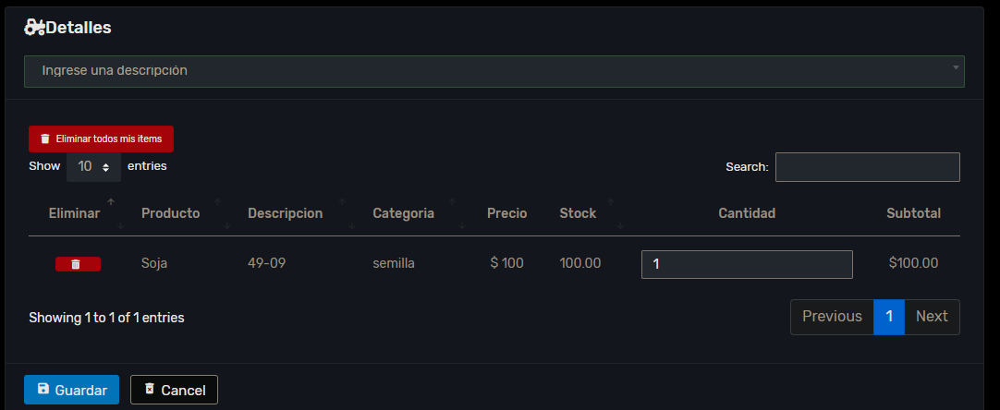 Detalles
Ingrese una descripción
Eliminar todos mis items
Show 10 entries Search:
Eliminar Producto Descripcion Categoria Precio Stock Cantidad Subtotal
Soja 49-09 semilla $ 100 100.00 1 $100.00
Showing 1 to 1 of 1 entries Previous 1 Next
Guardar Cancel